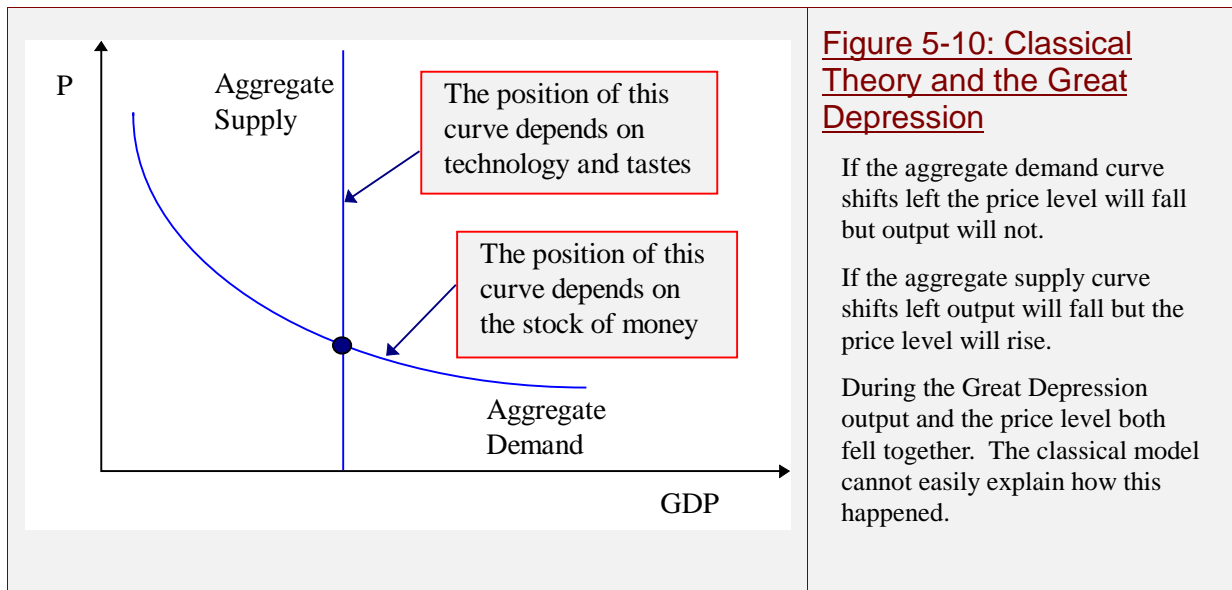 P
Aggregate
Supply
The position of this
curve depends on
technology and tastes
The position of this
curve depends on
the stock of money
Aggregate
Demand
GDP
Figure 5-10: Classical
Theory and the Great
Depression
If the aggregate demand curve
shifts left the price level will fall
but output will not.
If the aggregate supply curve
shifts left output will fall but the
price level will rise.
During the Great Depression
output and the price level both
fell together.  The classical model
cannot easily explain how this
happened.